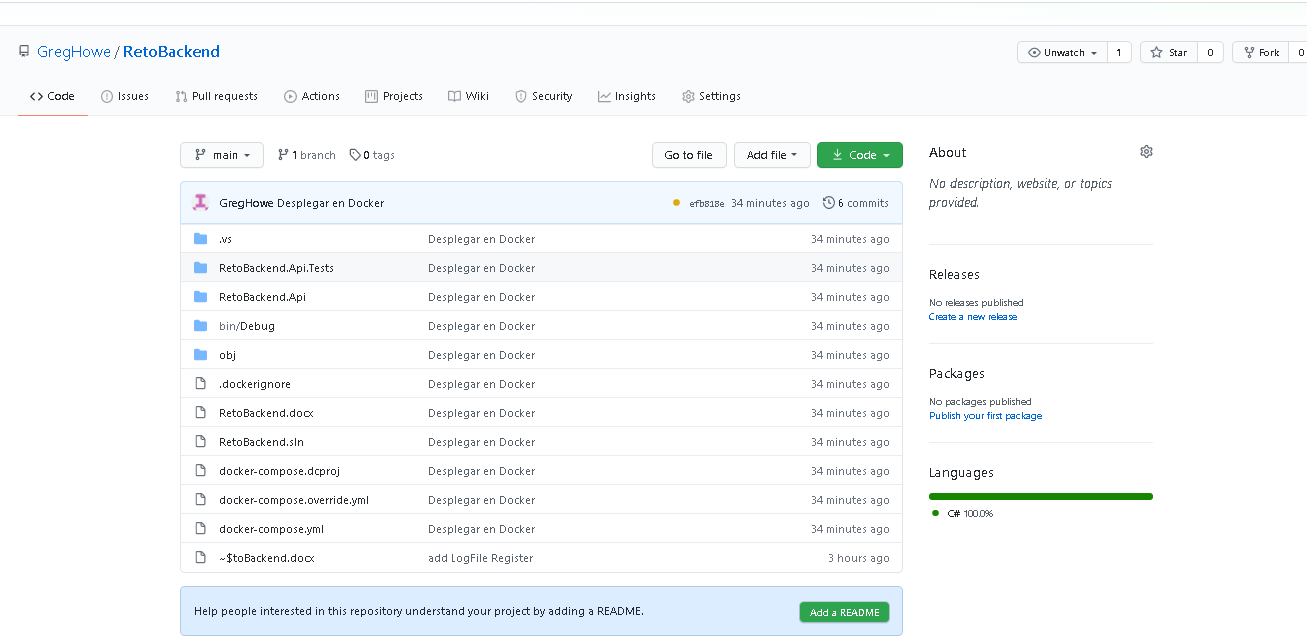 GregHowe / RetoBackend
Unwatch 1 Star 0 Fork 0
Code Issues Pull requests Actions Projects Wiki Security Insights Settings
main 1 branch 0 tags Go to file Add file Code
GregHowe Desplegar en Docker efb818e 34 minutes ago 6 commits
.vs Desplegar en Docker 34 minutes ago
RetoBackend.Api.Tests Desplegar en Docker 34 minutes ago
RetoBackend.Api Desplegar en Docker 34 minutes ago
bin/Debug Desplegar en Docker 34 minutes ago
obj Desplegar en Docker 34 minutes ago
.dockerignore Desplegar en Docker 34 minutes ago
RetoBackend.docx Desplegar en Docker 34 minutes ago
RetoBackend.sln Desplegar en Docker 34 minutes ago
docker-compose.dcproj Desplegar en Docker 34 minutes ago
docker-compose.override.yml Desplegar en Docker 34 minutes ago
docker-compose.yml Desplegar en Docker 34 minutes ago
~$toBackend.docx add LogFile Register 3 hours ago
Help people interested in this repository understand your project by adding a README. Add a README
About
No description, website, or topics
provided.
Releases
No releases published
Create a new release
Packages
No packages published
Publish your first package
Languages
C# 100.0%